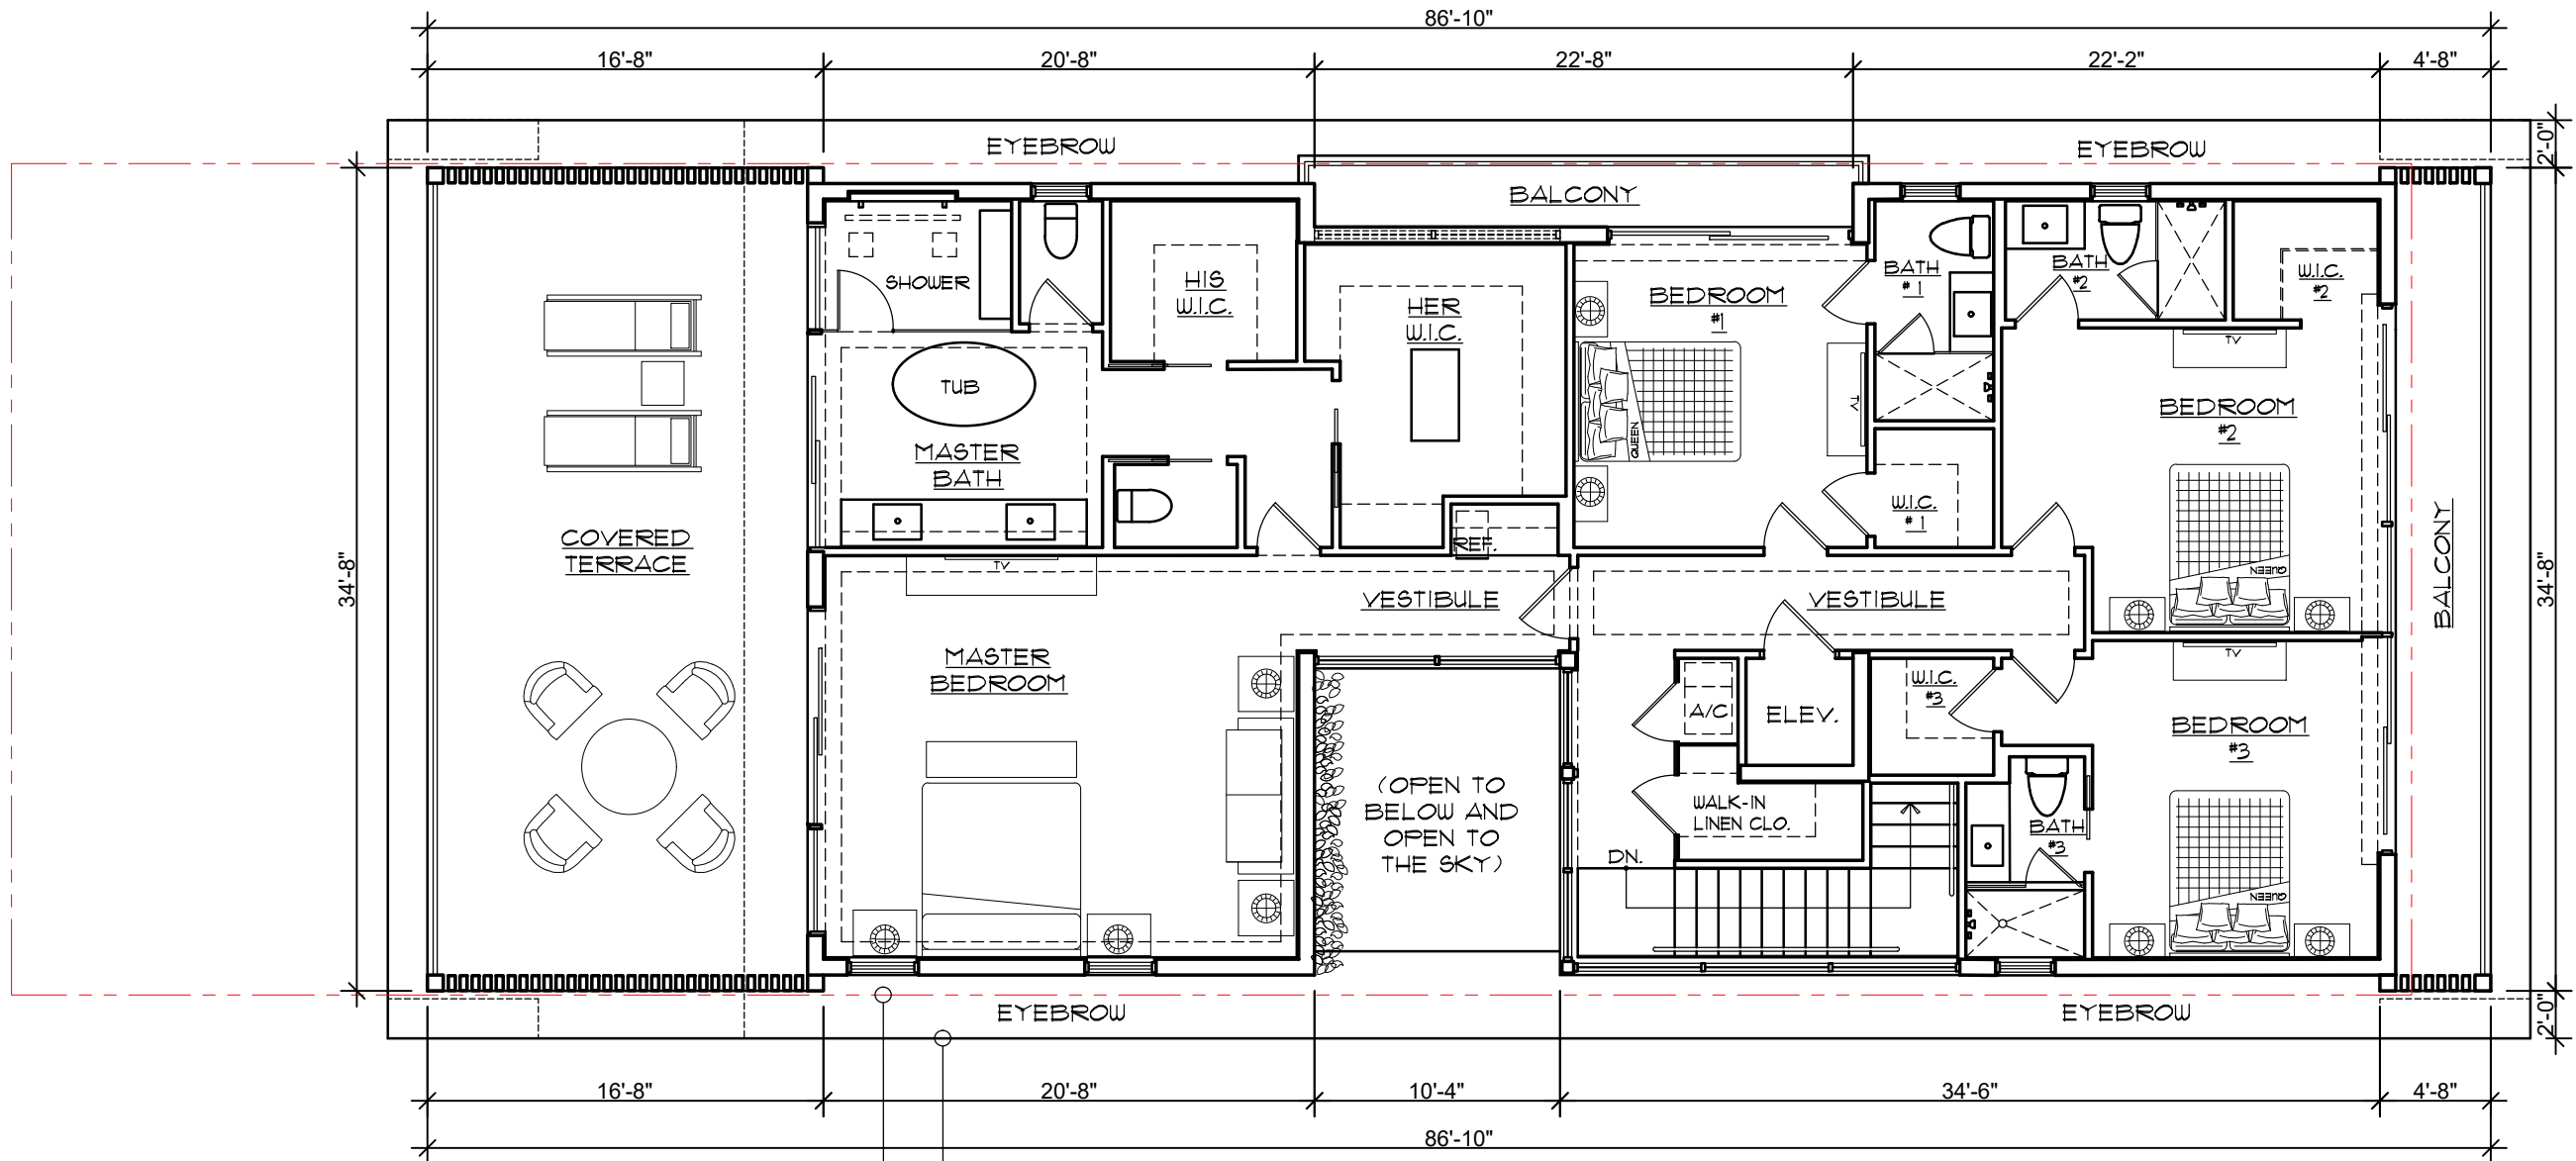 86'-10"
16'-8"
20'-8"
22'-8"
22'-2"
4'-8"
2'-0"
EYEBROW
EYEBROW
BALCONY
SHOWER
HIS
W.I.C.
HER
W.I.C.
BEDROOM
#1
BATH
#1
BATH
#2
W.I.C.
#2
TV
TUB
MASTER
BATH
QUEEN
TV
BEDROOM
#2
W.I.C.
#1
COVERED
TERRACE
REF.
TV
QUEEN
BALCONY
34'-8"
34'-8"
VESTIBULE
VESTIBULE
MASTER
BEDROOM
TV
W.I.C.
#3
A/C
ELEV.
BEDROOM
#3
(OPEN TO
BELOW AND
OPEN TO
THE SKY)
WALK-IN
LINEN CLO.
BATH
#3
DN.
QUEEN
EYEBROW
EYEBROW
2'-0"
16'-8"
20'-8"
10'-4"
34'-6"
4'-8"
86'-10"